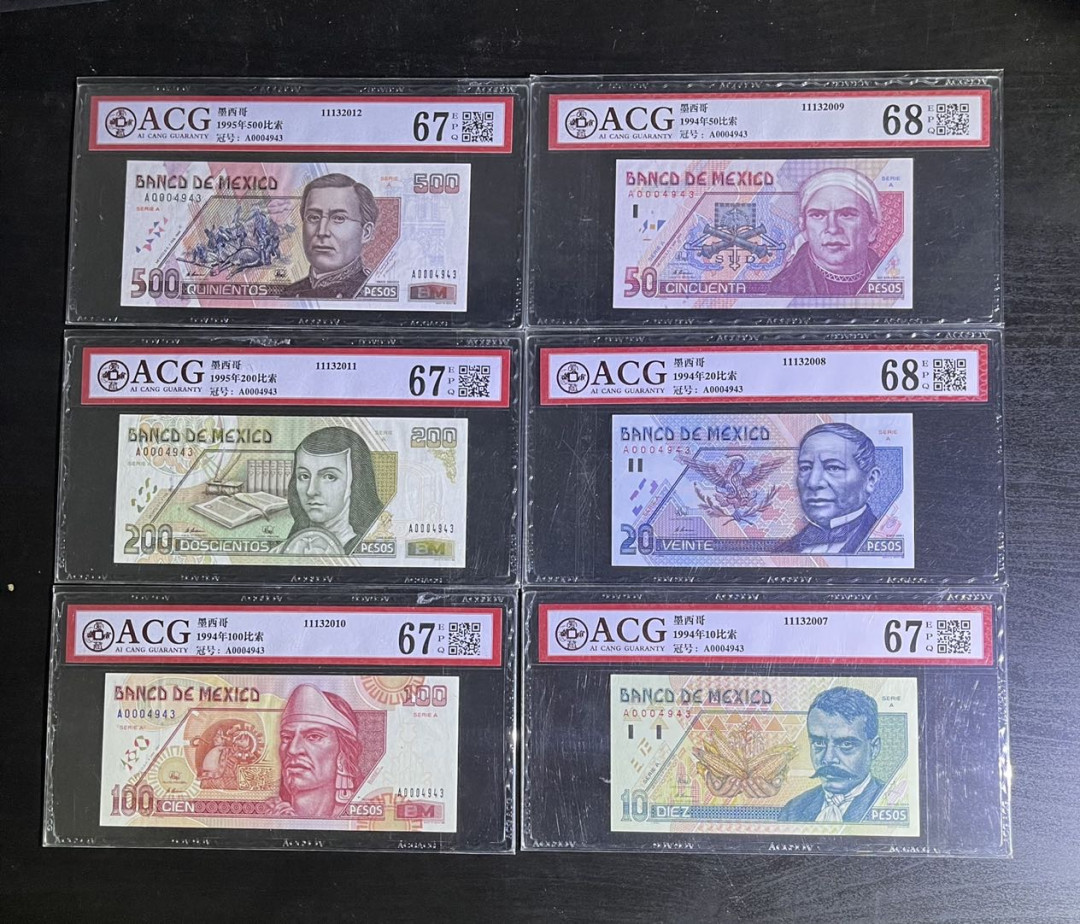 ACG
AI CANG GUARANTY
墨西哥
1995年500比索
冠号: A0004943
11132012
67
EPQ
BANCO DE MEXICO
A0004943
SERIE A
500
A0004943
500 QUINIENTOS PESOS BM
ACG
AI CANG GUARANTY
墨西哥
1994年50比索
冠号: A0004943
11132009
68
EPQ
BANCO DE MEXICO
A0004943
SERIE A
SUD
50 CINCUENTA PESOS
ACG
AI CANG GUARANTY
墨西哥
1995年200比索
冠号: A0004943
11132011
67
EPQ
BANCO DE MEXICO
A0004943
SERIE A
200
A0004943
200 DOSCIENTOS PESOS BM
ACG
AI CANG GUARANTY
墨西哥
1994年20比索
冠号: A0004943
11132008
68
EPQ
BANCO DE MEXICO
A0004943
SERIE A
20 VEINTE PESOS
ACG
AI CANG GUARANTY
墨西哥
1994年100比索
冠号: A0004943
11132010
67
EPQ
BANCO DE MEXICO
A0004943
SERIE A
100
SERIE A
A0004943
100 CIEN PESOS BM
ACG
AI CANG GUARANTY
墨西哥
1994年10比索
冠号: A0004943
11132007
67
EPQ
BANCO DE MEXICO
A0004943
SERIE A
10 DIEZ PESOS